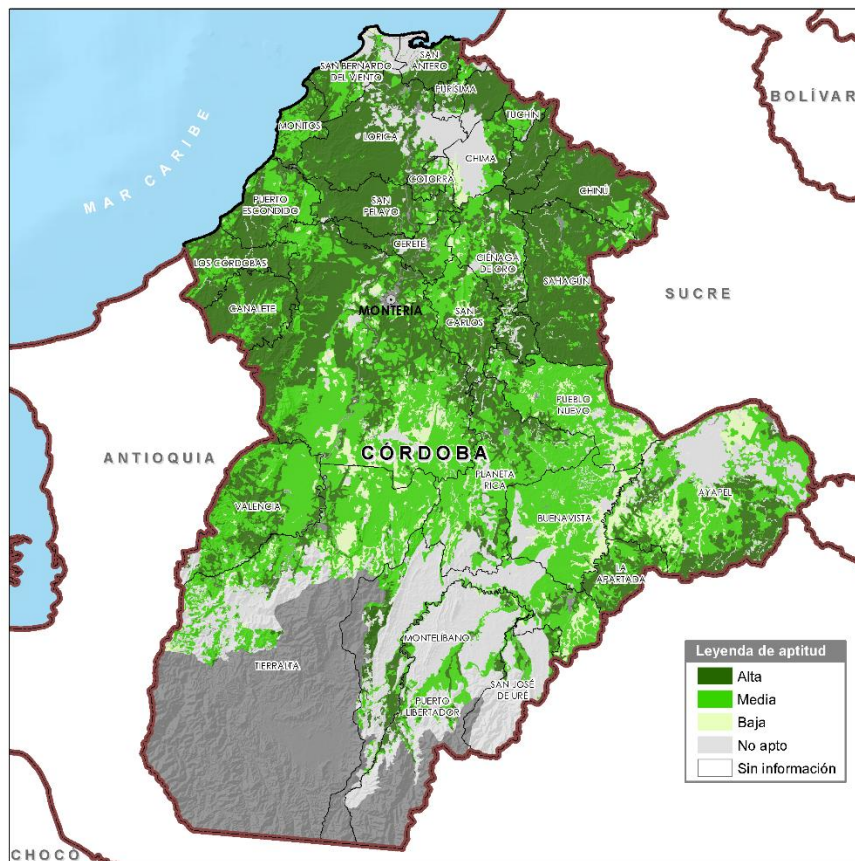 BOLÍVAR
SAN
ANTERO
SAN BERNARDO
DEL VIENTO
PURÍSIMA
TUCHÍN
MOÑITOS
LORICA
CHIMA
MAR CARIBE
COTORRA
CHINÚ
PUERTO
ESCONDIDO
SAN
PELAYO
CERETÉ
CIÉNAGA
DE ORO
LOS CÓRDOBAS
SAHAGÚN
SUCRE
CANALETE
MONTERÍA
SAN
CARLOS
PUEBLO
NUEVO
ANTIOQUIA
CÓRDOBA
PLANETA
RICA
AYAPEL
VALENCIA
BUENAVISTA
LA
APARTADA
MONTELÍBANO
TIERRALTA
SAN JOSÉ
DE URÉ
PUERTO
LIBERTADOR
Leyenda de aptitud
Alta
Media
Baja
No apto
Sin información
CHOCÓ